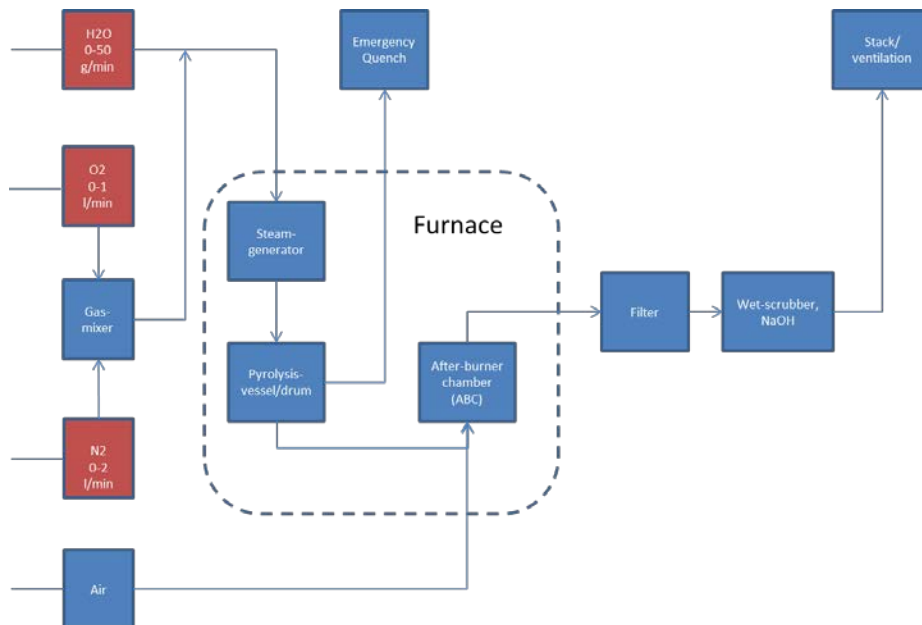 H2O
0-50
g/min
Emergency
Quench
Stack/
ventilation
O2
0-1
l/min
Steam-
generator
Furnace
Gas-
mixer
Filter
Wet-scrubber,
NaOH
Pyrolysis-
vessel/drum
After-burner
chamber
(ABC)
N2
0-2
l/min
Air